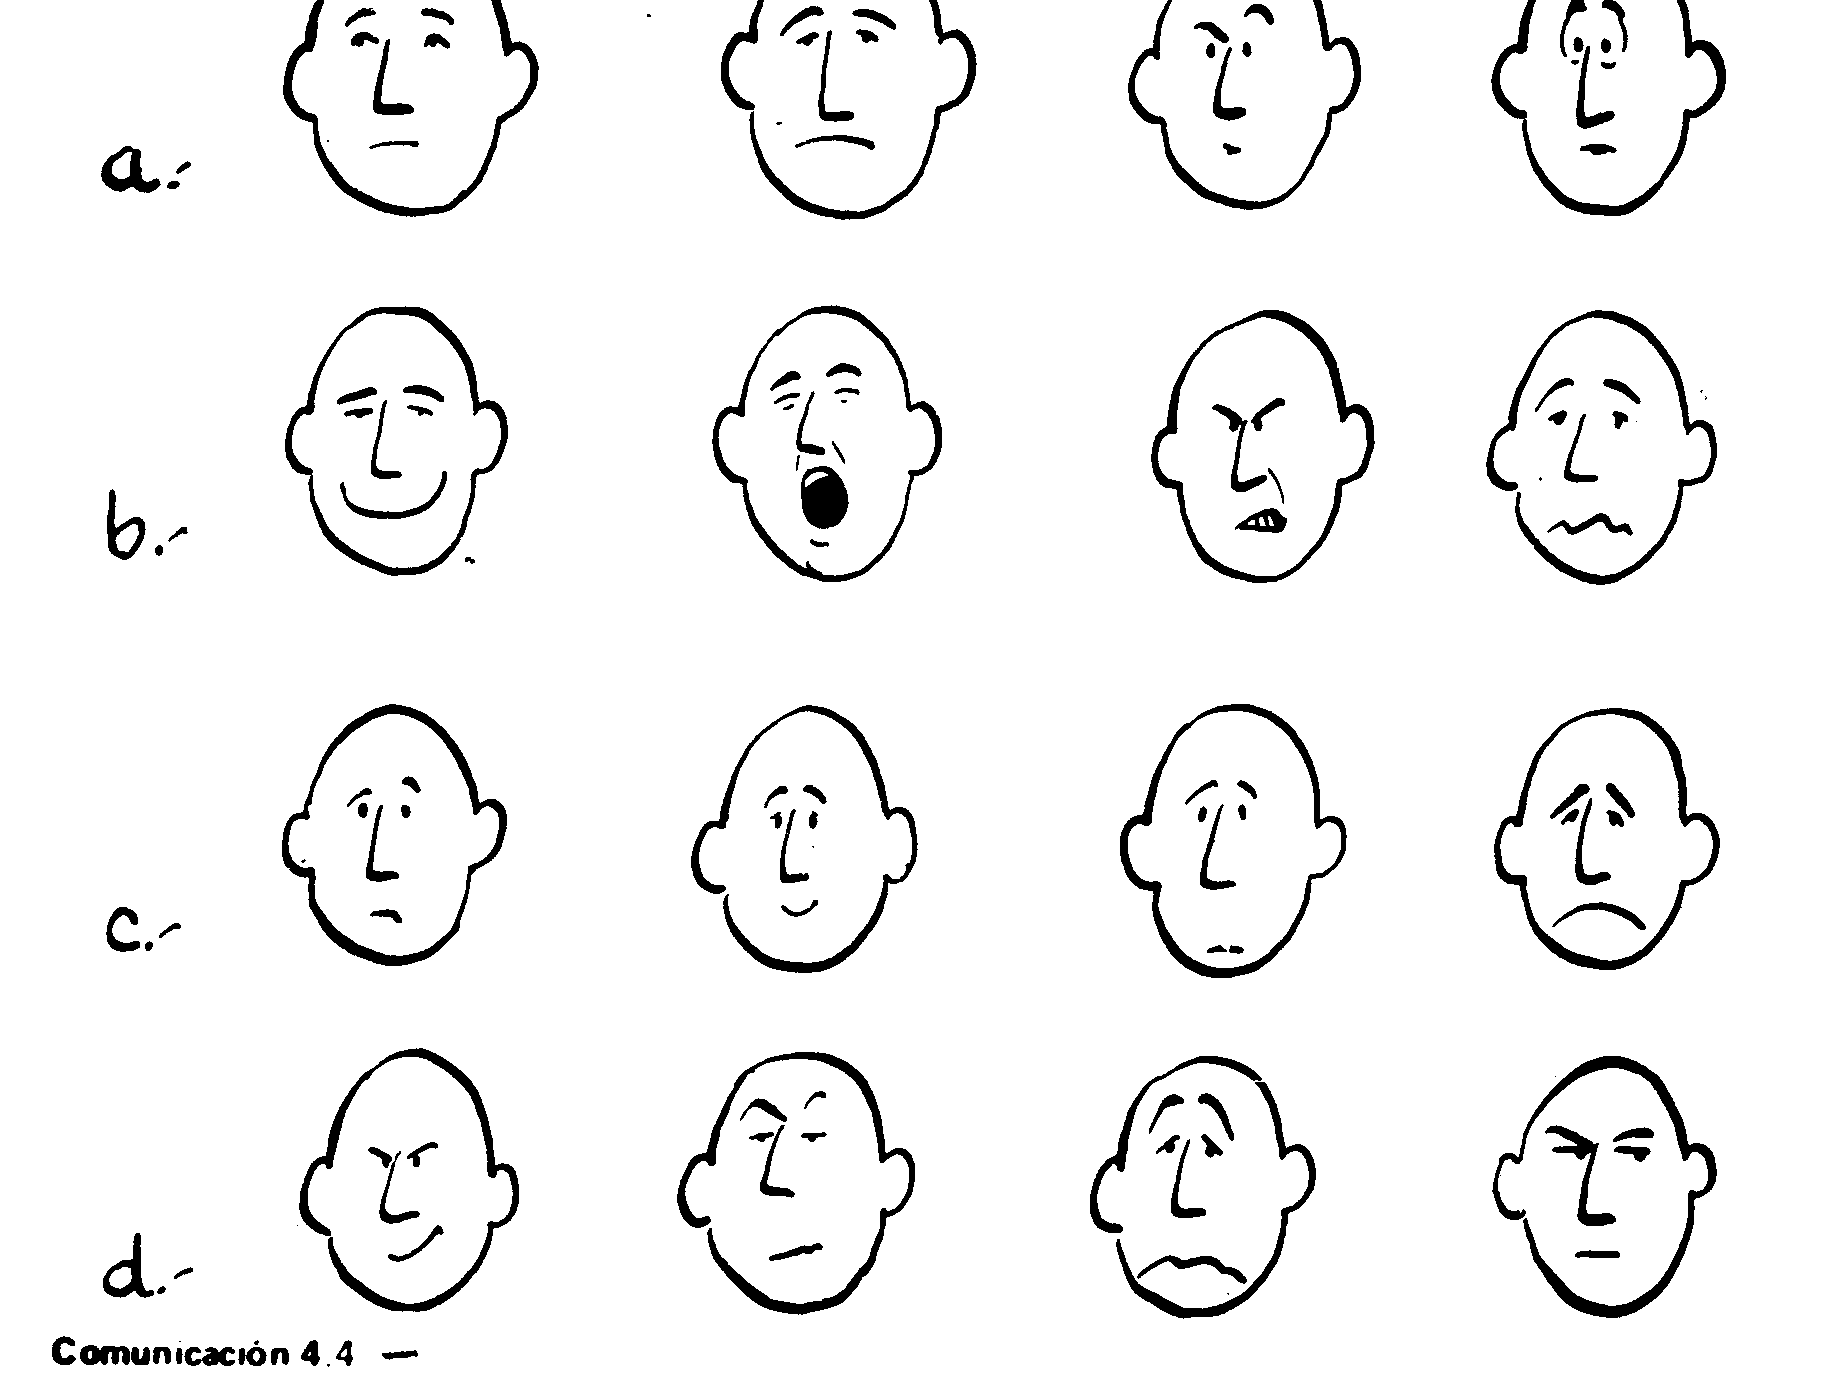 a.-
b.-
c.-
d.-
Comunicación 4.4 —